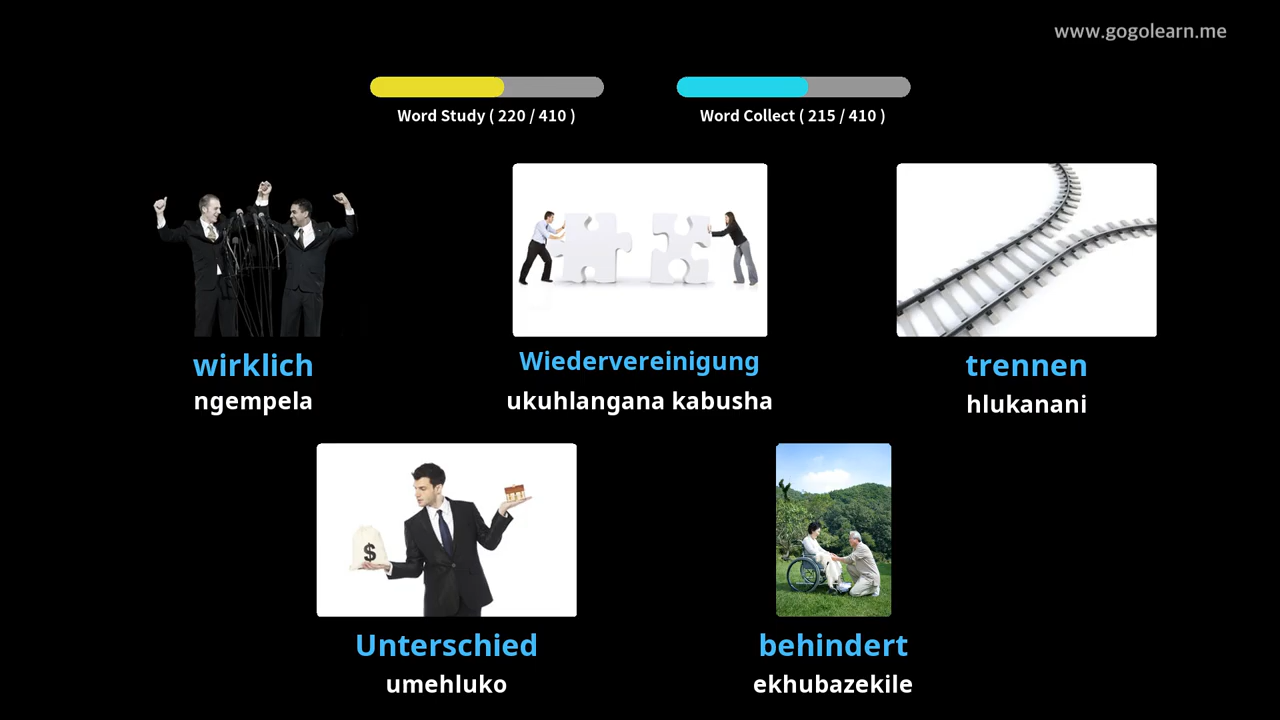 www.gogolearn.me
Word Study ( 220 / 410 )
Word Collect ( 215 / 410 )
wirklich
ngempela
Wiedervereinigung
ukuhlangana kabusha
trennen
hlukanani
$
Unterschied
umehluko
behindert
ekhubazekile